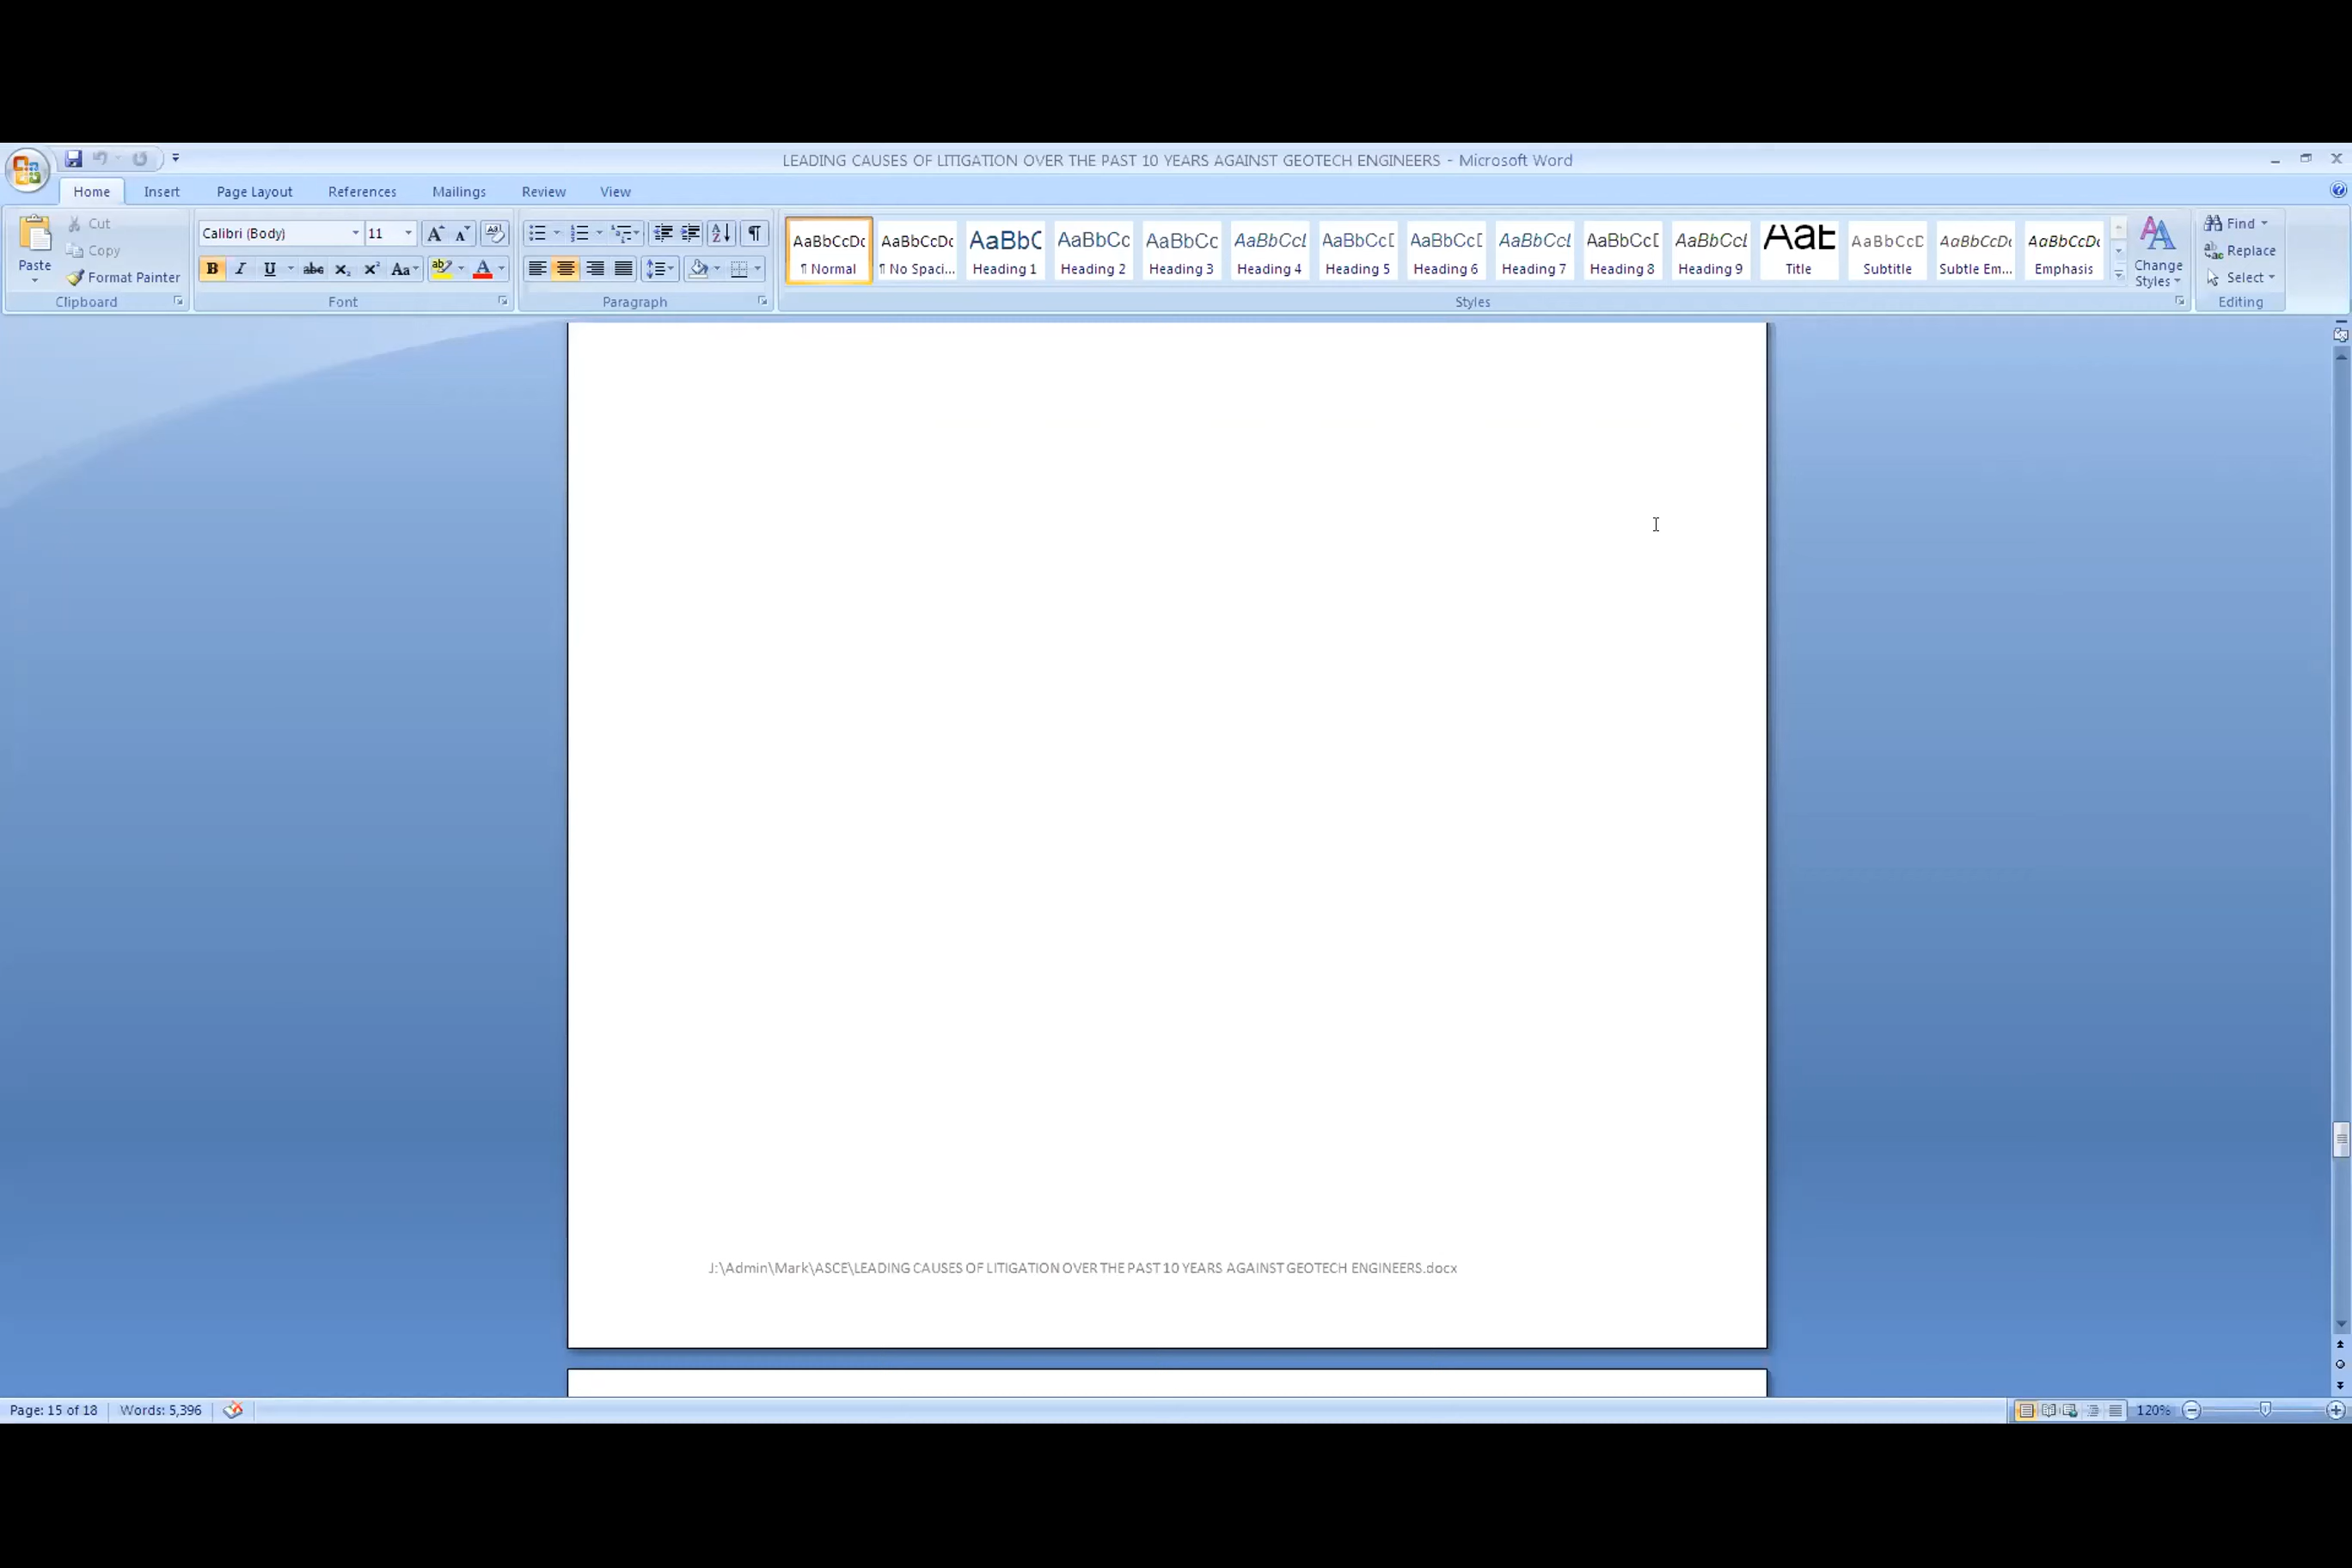 LEADING CAUSES OF LITIGATION OVER THE PAST 10 YEARS AGAINST GEOTECH ENGINEERS - Microsoft Word
Home Insert Page Layout References Mailings Review View
Paste
Cut
Copy
Format Painter
Clipboard
Calibri (Body) 11
Font
Paragraph
AaBbCcDc AaBbCcDc AaBbC AaBbCc AaBbCc AaBbCcI AaBbCcD AaBbCcD AaBbCcI AaBbCcD AaBbCcI AaB AaBbCcD AaBbCcDc AaBbCcDc
¶ Normal ¶ No Spaci... Heading 1 Heading 2 Heading 3 Heading 4 Heading 5 Heading 6 Heading 7 Heading 8 Heading 9 Title Subtitle Subtle Em... Emphasis
Styles
Change
Styles
Find
Replace
Select
Editing
J:\Admin\Mark\ASCE\LEADING CAUSES OF LITIGATION OVER THE PAST 10 YEARS AGAINST GEOTECH ENGINEERS.docx
Page: 15 of 18 Words: 5,396 120%